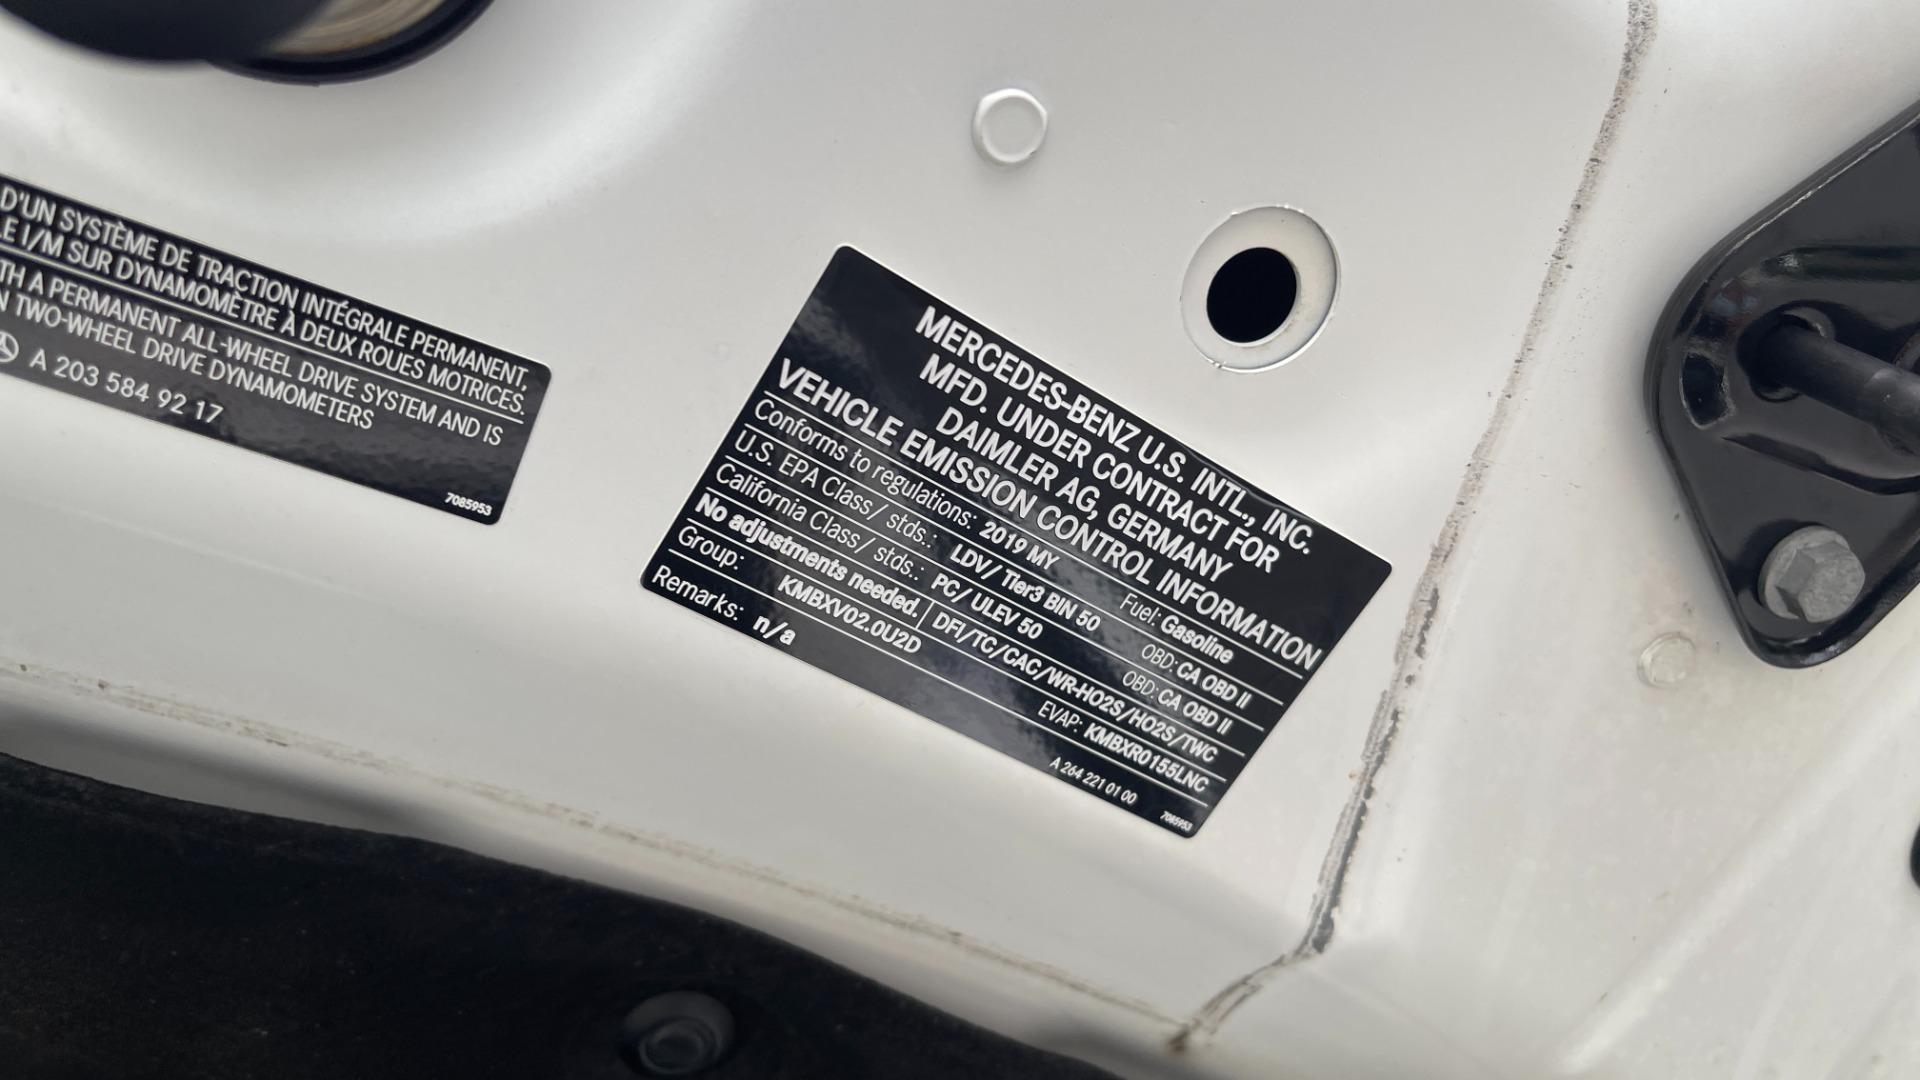 D'UN SYSTÈME DE TRACTION INTÉGRALE PERMANENT,
LE I/M SUR DYNAMOMÈTRE À DEUX ROUES MOTRICES.
TH A PERMANENT ALL-WHEEL DRIVE SYSTEM AND IS
N TWO-WHEEL DRIVE DYNAMOMETERS
A 203 584 92 17
7085953
MERCEDES-BENZ U.S. INTL., INC.
MFD. UNDER CONTRACT FOR
DAIMLER AG, GERMANY
VEHICLE EMISSION CONTROL INFORMATION
Conforms to regulations: 2019 MY Fuel: Gasoline
U.S. EPA Class/ stds.: LDV/ Tier3 BIN 50 OBD: CA OBD II
California Class/ stds.: PC/ ULEV 50 OBD: CA OBD II
No adjustments needed. DFI/TC/CAC/WR-HO2S/HO2S/TWC
Group: KMBXV02.0U2D EVAP: KMBXR0155LNC
Remarks: n/a
A 264 221 01 00
7085953